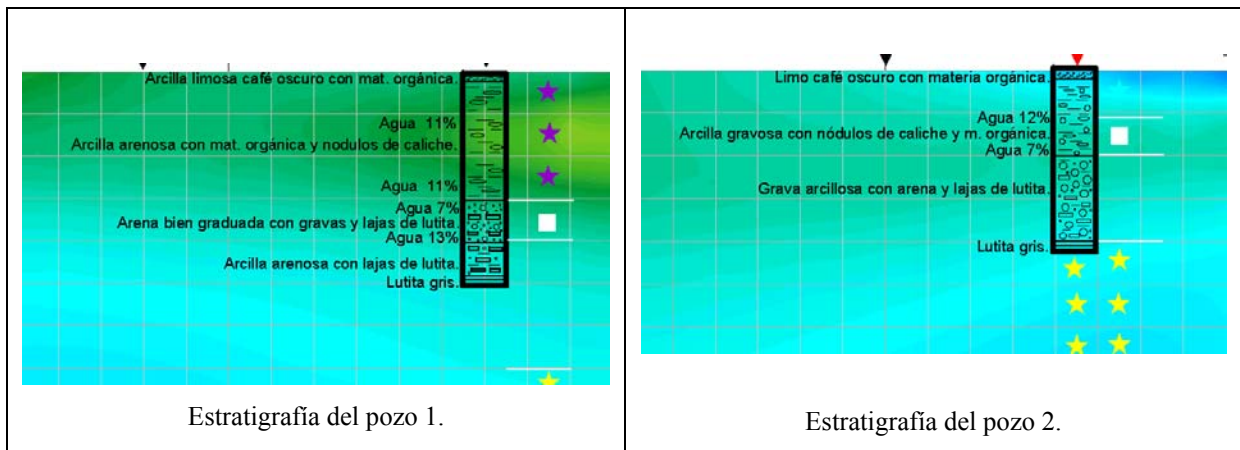 Arcilla limosa café oscuro con mat. orgánica.
Agua 11%
Arcilla arenosa con mat. orgánica y nodulos de caliche.
Agua 11%
Agua 7%
Arena bien graduada con gravas y lajas de lutita.
Agua 13%
Arcilla arenosa con lajas de lutita.
Lutita gris.
Estratigrafía del pozo 1.
Limo café oscuro con materia orgánica.
Agua 12%
Arcilla gravosa con nódulos de caliche y m. orgánica.
Agua 7%
Grava arcillosa con arena y lajas de lutita.
Lutita gris.
Estratigrafía del pozo 2.